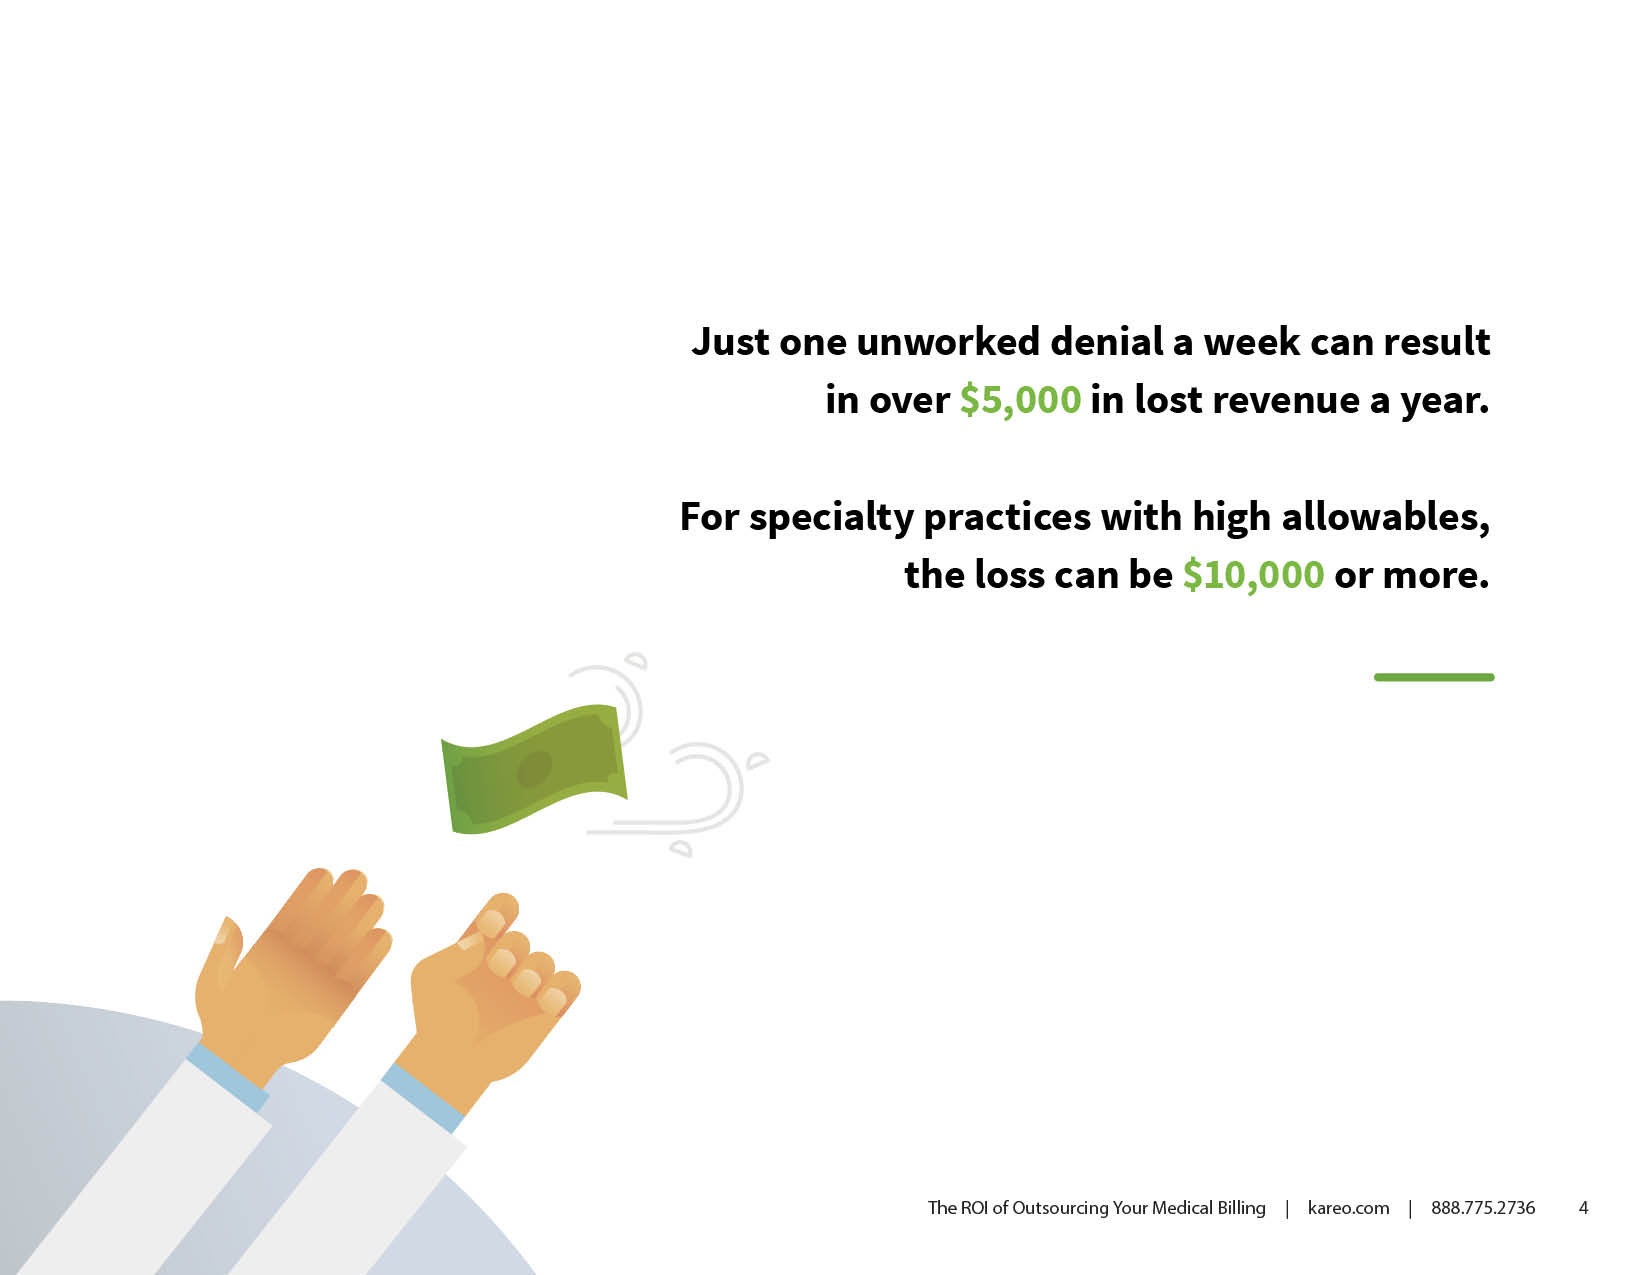 Just one unworked denial a week can result
in over $5,000 in lost revenue a year.
For specialty practices with high allowables,
the loss can be $10,000 or more.
The ROI of Outsourcing Your Medical Billing | kareo.com | 888.775.2736 4